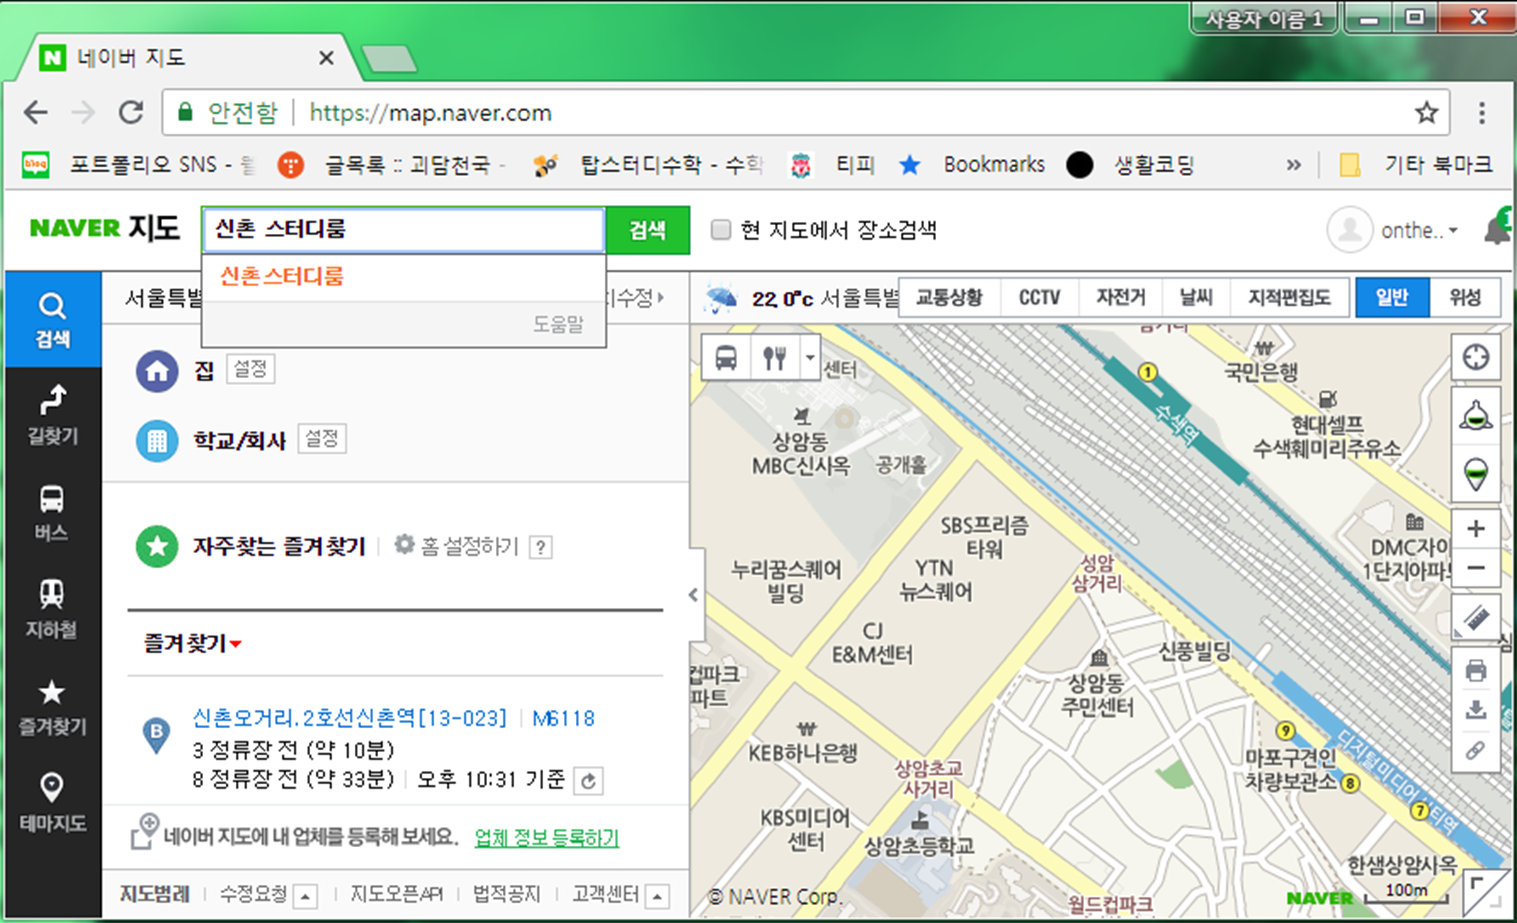 사용자 이름 1
네이버 지도
안전함 https://map.naver.com
포트폴리오 SNS - 글목록 :: 괴담천국 - 탑스터디수학 - 수학 티피 Bookmarks 생활코딩 » 기타 북마크
NAVER 지도 신촌 스터디룸 검색 현 지도에서 장소검색 onthe..
신촌스터디룸
도움말
서울특별 수정 22.0°c 서울특별 교통상황 CCTV 자전거 날씨 지적편집도 일반 위성
검색
길찾기
버스
지하철
즐겨찾기
테마지도
집 설정
학교/회사 설정
자주찾는 즐겨찾기 홈 설정하기 ?
즐겨찾기
신촌오거리.2호선신촌역[13-023] M6118
3 정류장 전 (약 10분)
8 정류장 전 (약 33분) 오후 10:31 기준
네이버 지도에 내 업체를 등록해 보세요. 업체 정보 등록하기
지도범례 수정요청 지도오픈API 법적공지 고객센터
삼거리
센터
1
수색역
국민은행
현대셀프
수색훼미리주유소
상암동
MBC신사옥
공개홀
SBS프리즘
타워
DMC자이
1단지아파트
누리꿈스퀘어
빌딩
YTN
뉴스퀘어
성암
삼거리
CJ
E&M센터
신풍빌딩
컵파크
파트
상암동
주민센터
KEB하나은행
9
마포구견인
차량보관소
8
7
디지털미디어시티역
상암초교
사거리
KBS미디어
센터
상암초등학교
한샘상암사옥
월드컵파크
© NAVER Corp.
NAVER 100m